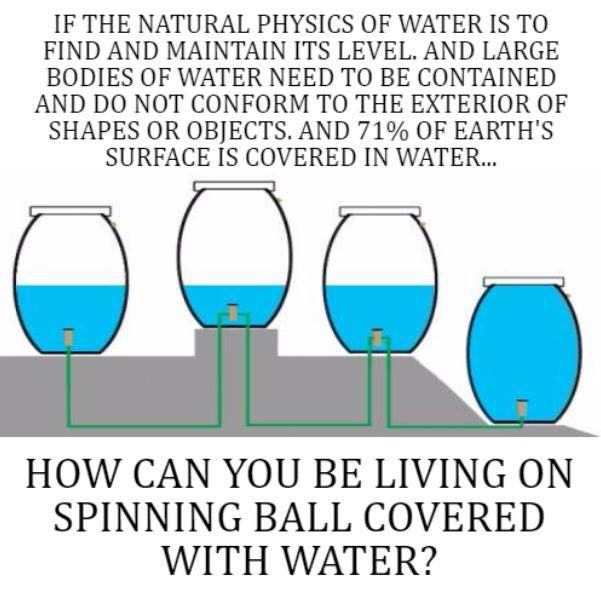 IF THE NATURAL PHYSICS OF WATER IS TO
FIND AND MAINTAIN ITS LEVEL. AND LARGE
BODIES OF WATER NEED TO BE CONTAINED
AND DO NOT CONFORM TO THE EXTERIOR OF
SHAPES OR OBJECTS. AND 71% OF EARTH'S
SURFACE IS COVERED IN WATER...
HOW CAN YOU BE LIVING ON
SPINNING BALL COVERED
WITH WATER?